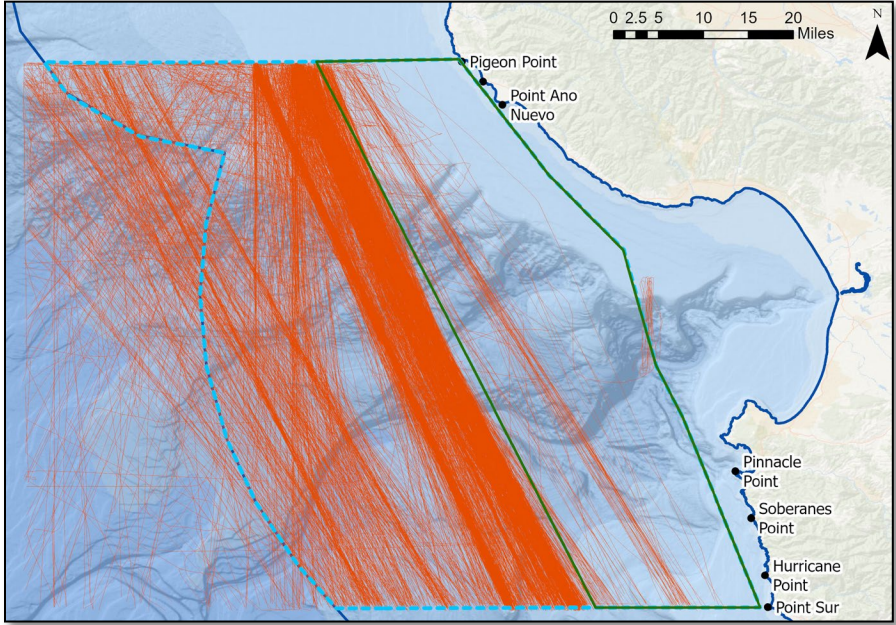 0 2.5 5 10 15 20
Miles
N
Pigeon Point
Point Ano
Nuevo
Pinnacle
Point
Soberanes
Point
Hurricane
Point
Point Sur